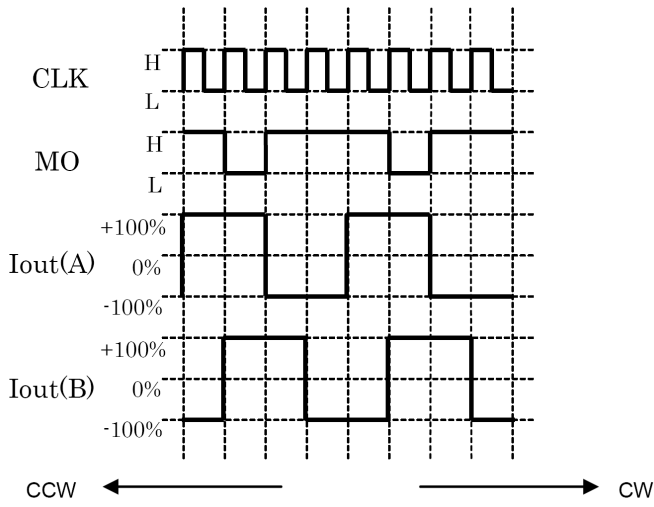 CLK
H
L
MO
H
L
Iout(A)
+100%
0%
-100%
Iout(B)
+100%
0%
-100%
CCW
CW